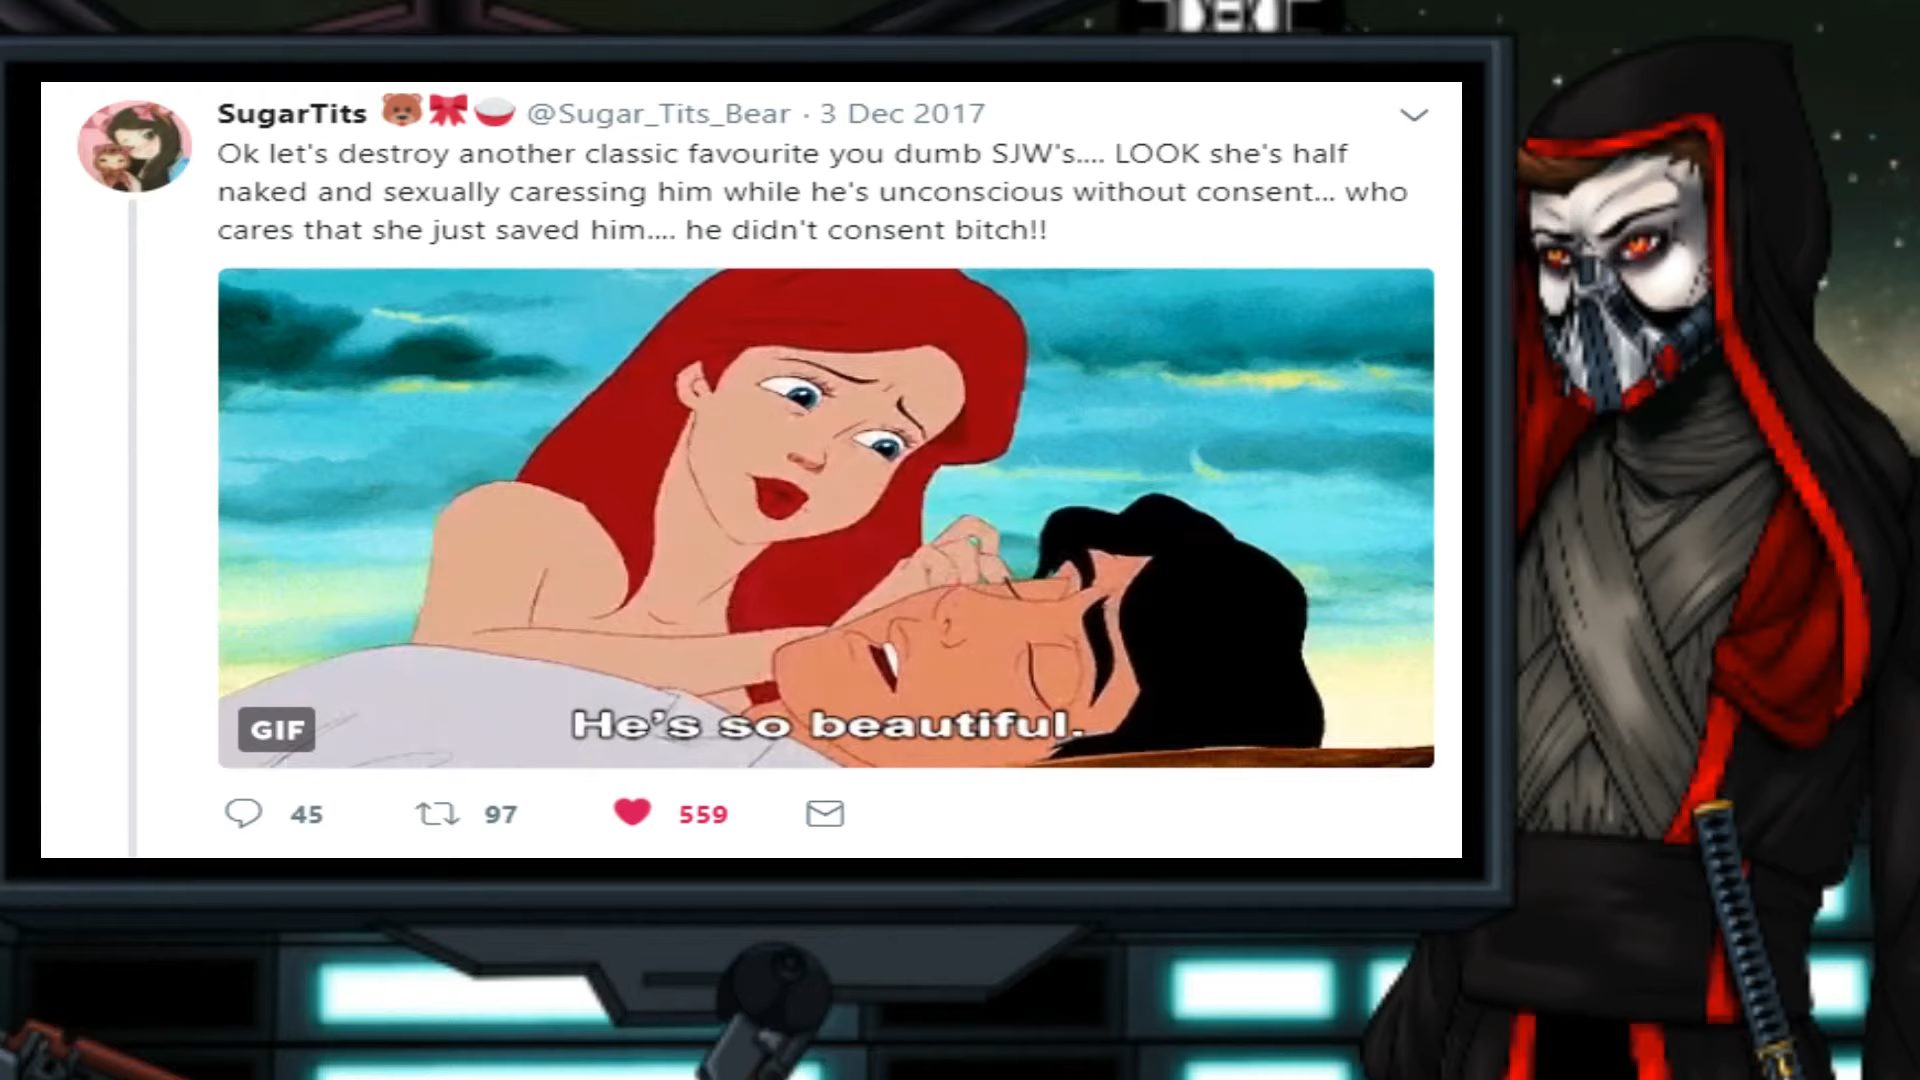 SugarTits 🐻🎀🍚 @Sugar_Tits_Bear · 3 Dec 2017
Ok let's destroy another classic favourite you dumb SJW's.... LOOK she's half
naked and sexually caressing him while he's unconscious without consent... who
cares that she just saved him.... he didn't consent bitch!!
He's so beautiful.
GIF
45 97 559